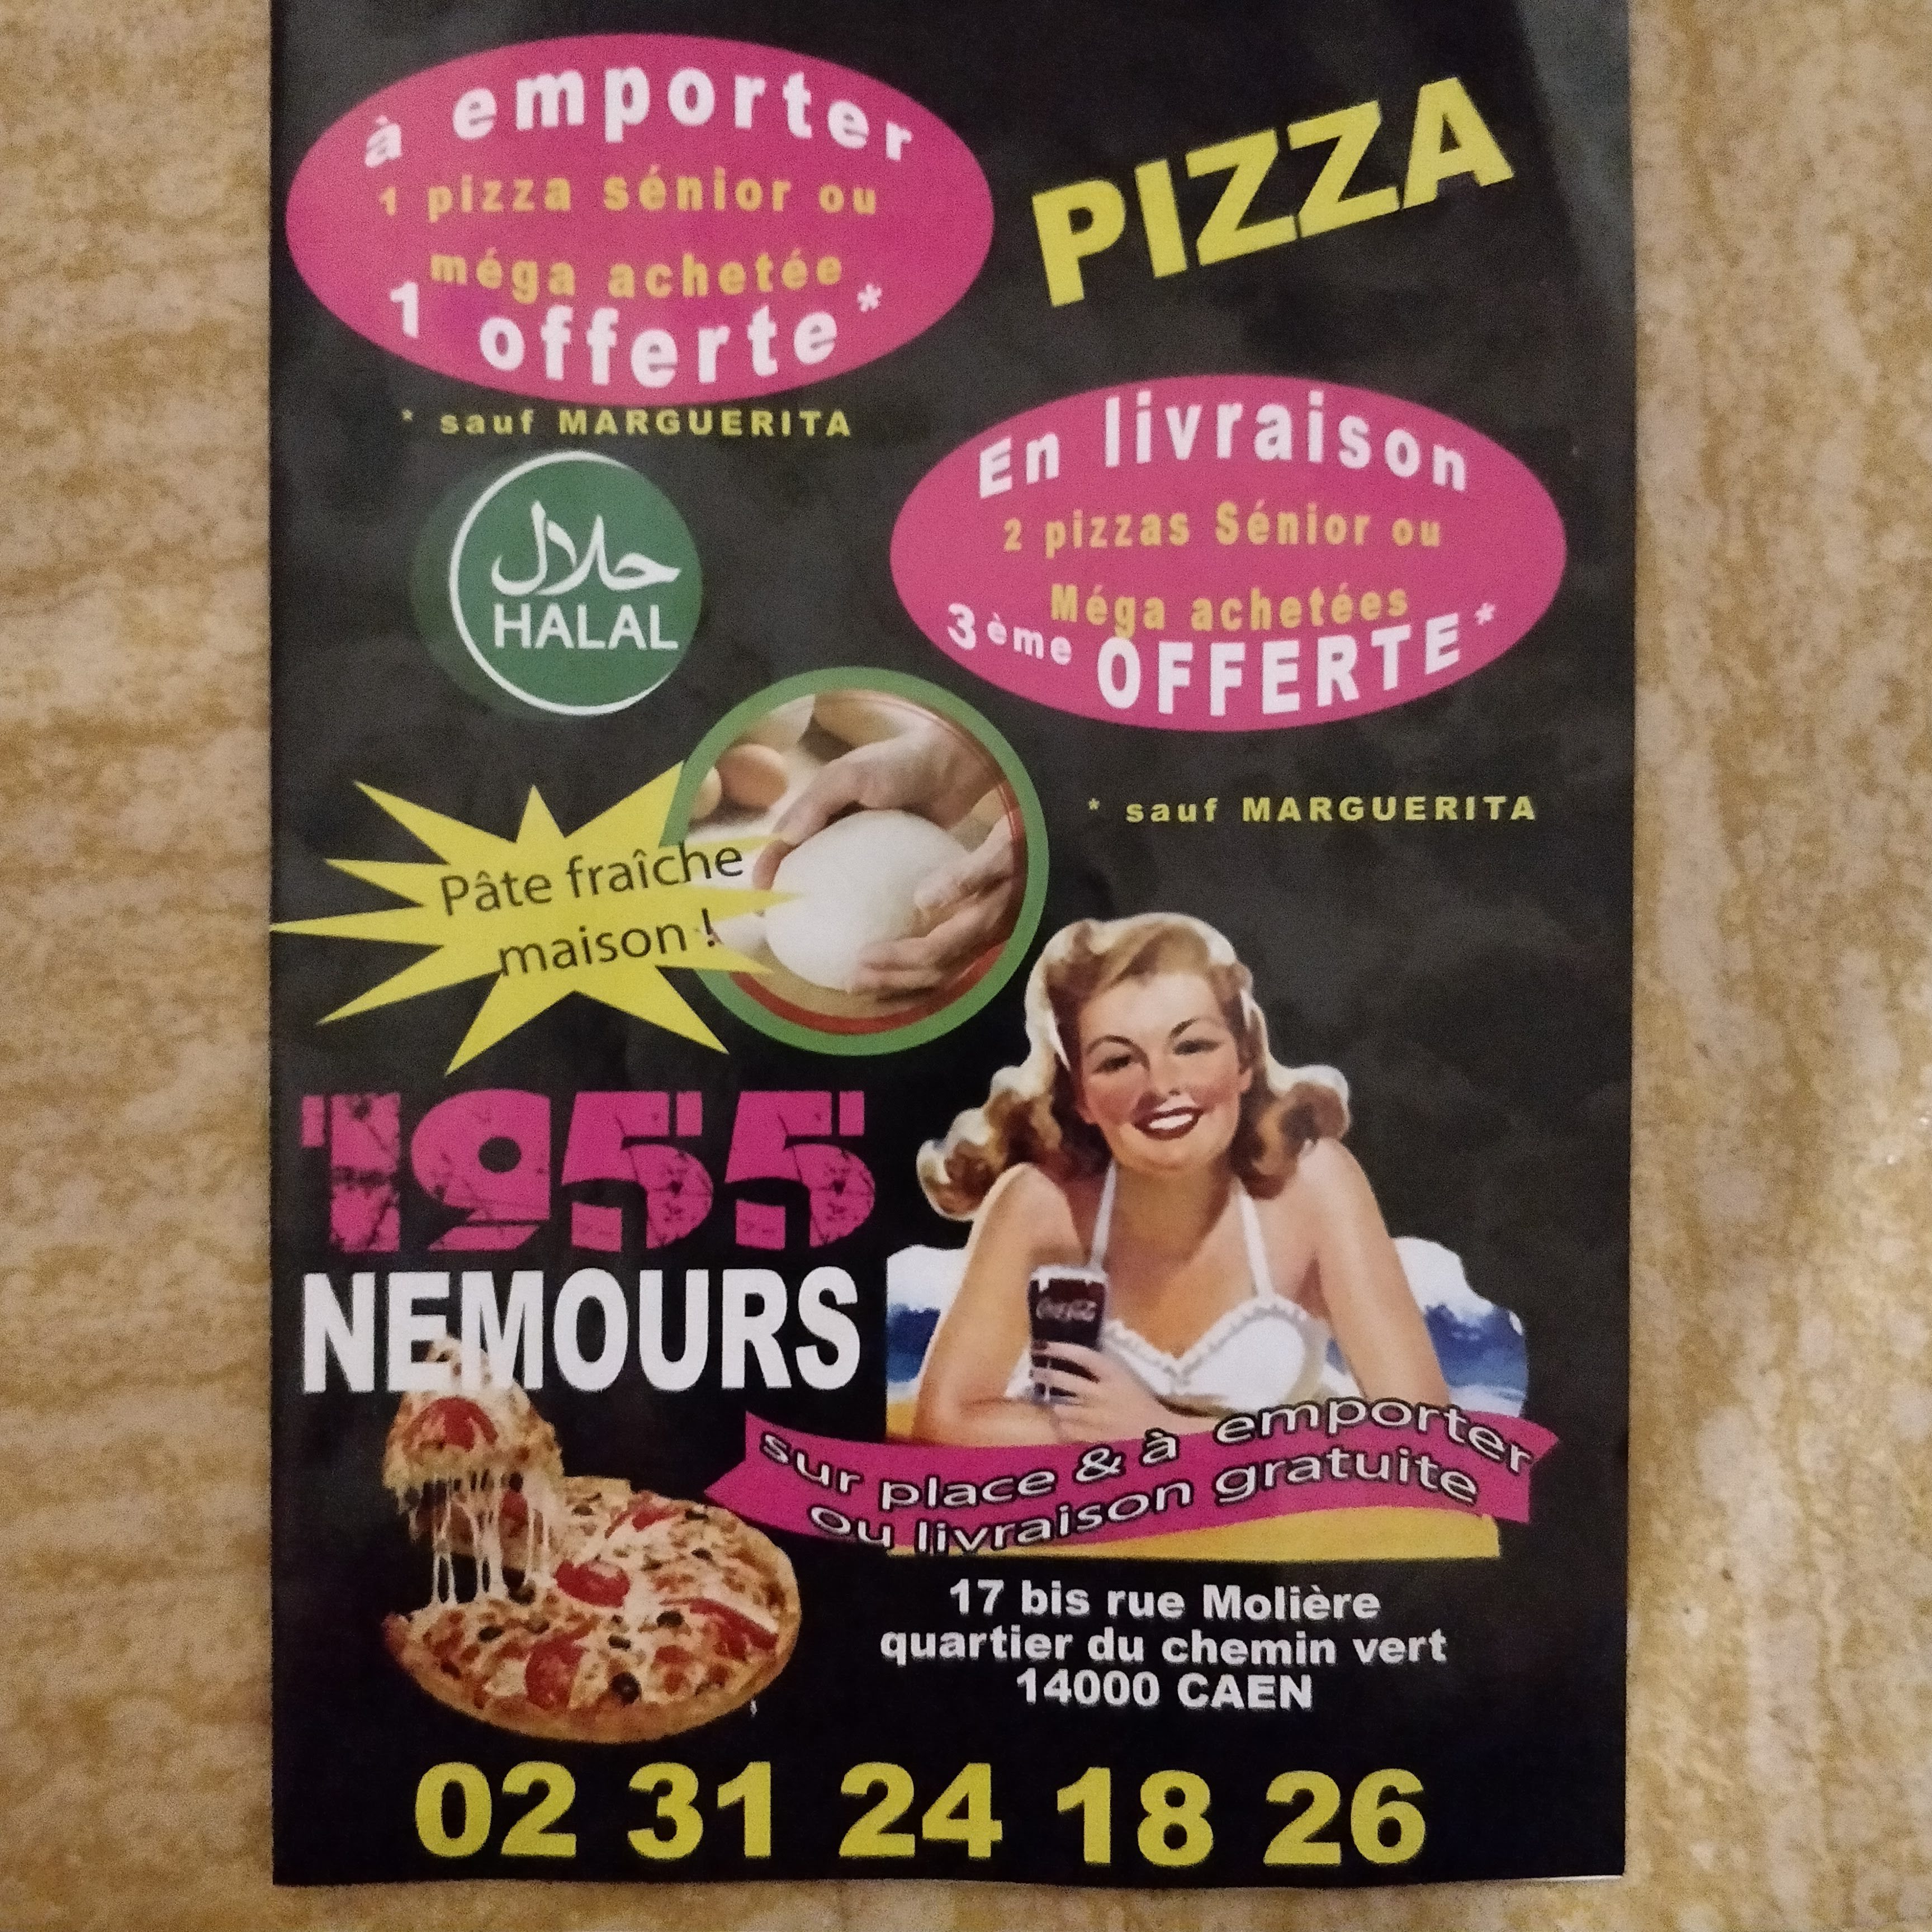 à emporter
1 pizza sénior ou
méga achetée
1 offerte*
* sauf MARGUERITA
PIZZA
En livraison
2 pizzas Sénior ou
Méga achetées
3ème OFFERTE*
* sauf MARGUERITA
حلال
HALAL
Pâte fraîche
maison !
1955
NEMOURS
Coca-Cola
sur place & à emporter
ou livraison gratuite
17 bis rue Molière
quartier du chemin vert
14000 CAEN
02 31 24 18 26